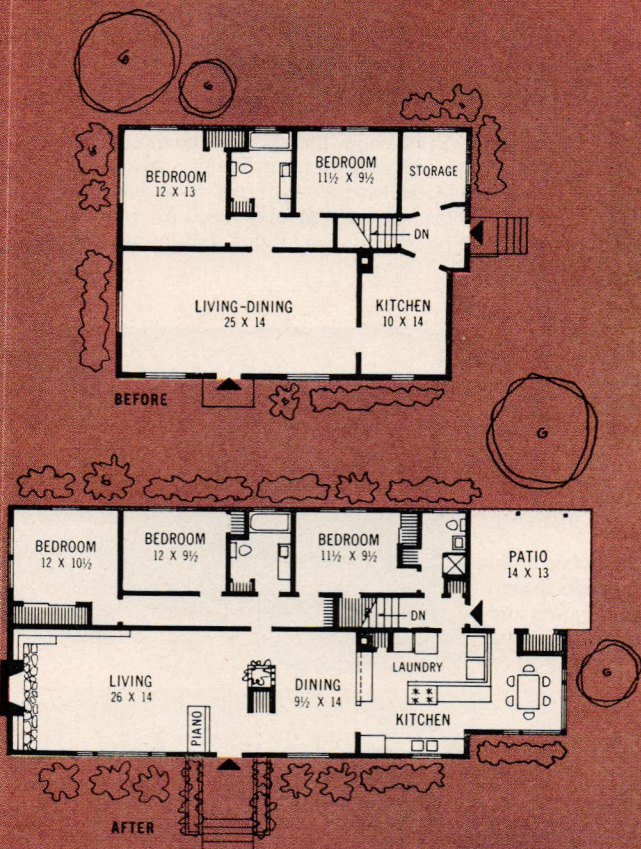 BEDROOM
12 X 13
BEDROOM
11½ X 9½
STORAGE
DN
LIVING-DINING
25 X 14
KITCHEN
10 X 14
BEFORE
G
G
G
G
BEDROOM
12 X 10½
BEDROOM
12 X 9½
BEDROOM
11½ X 9½
PATIO
14 X 13
DN
LAUNDRY
LIVING
26 X 14
DINING
9½ X 14
PIANO
KITCHEN
G
AFTER